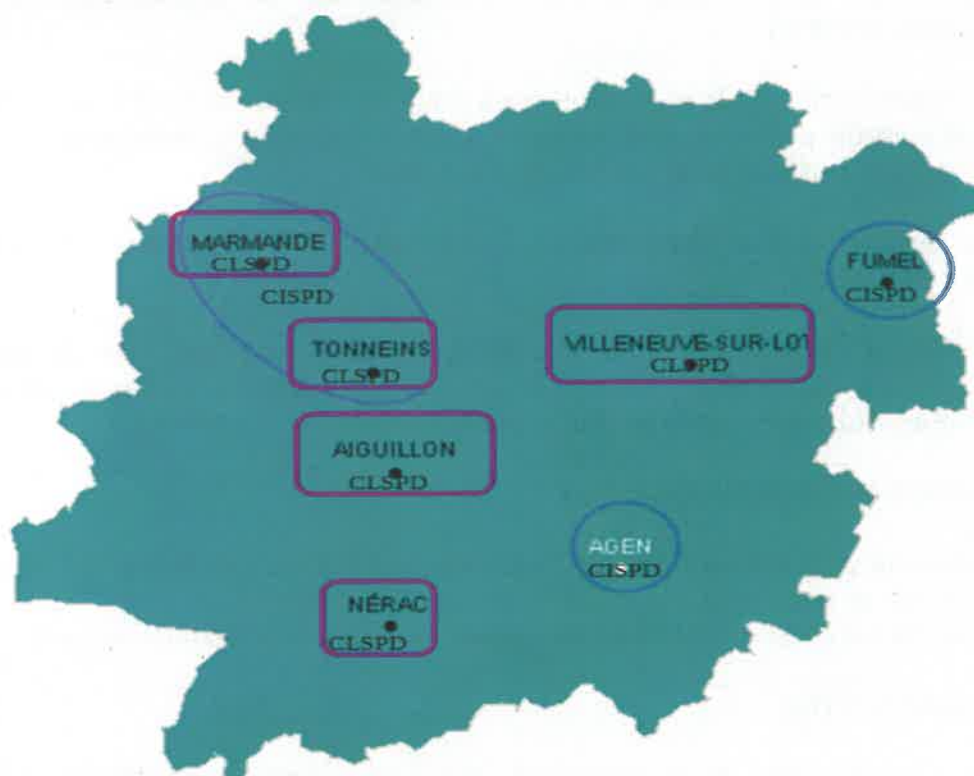 MARMANDE
CLSPD
CISPD
TONNEINS
CLSPD
FUMEL
CISPD
VILLENEUVE-SUR-LOT
CLSPD
AIGUILLON
CLSPD
AGEN
CISPD
NÉRAC
CLSPD